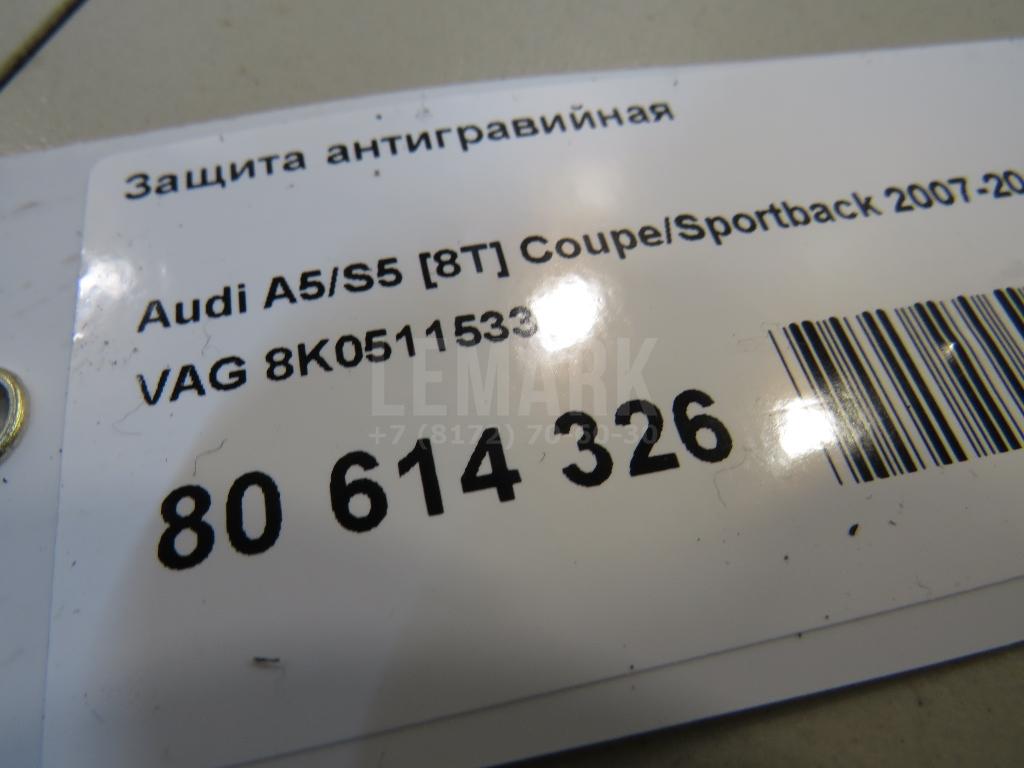 Защита антигравийная
Audi A5/S5 [8T] Coupe/Sportback 2007-20
VAG 8K0511533
LEMARK
80 614 326